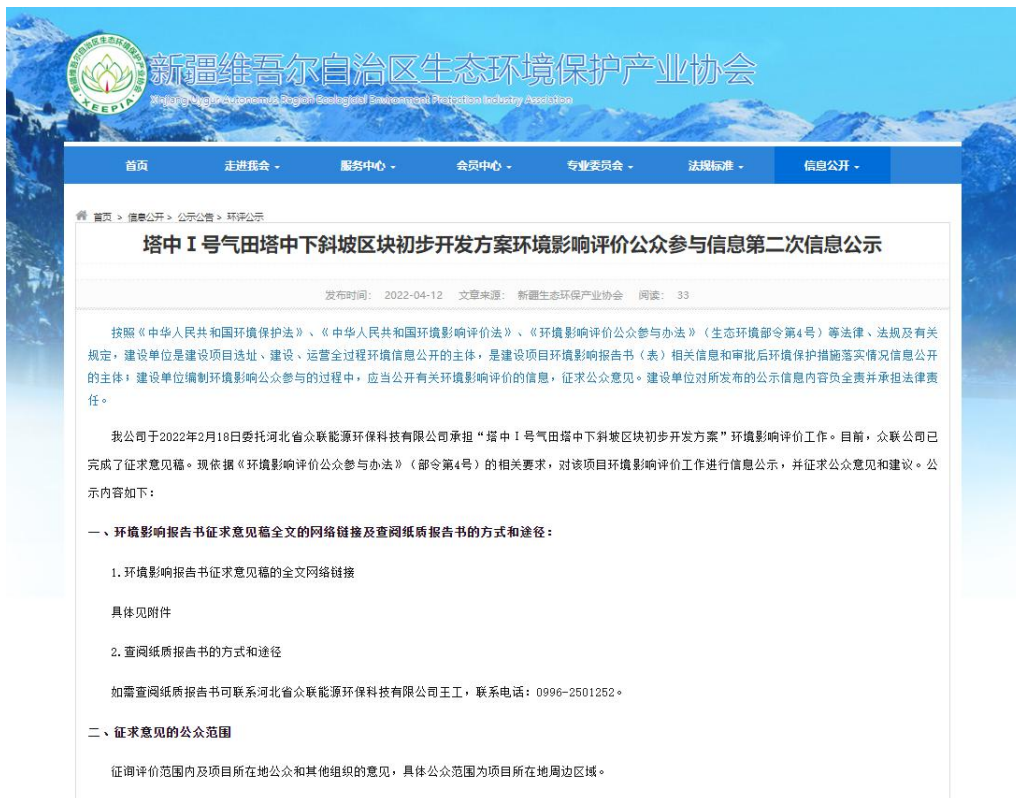 新疆维吾尔自治区生态环境保护产业协会
Xinjiang Uygur Autonomus Region Ecological Environment Protection Industry Assciation
XEEPIA
首页 走进我会 服务中心 会员中心 专业委员会 法规标准 信息公开
首页 > 信息公开 > 公示公告 > 环评公示
塔中Ⅰ号气田塔中下斜坡区块初步开发方案环境影响评价公众参与信息第二次信息公示
发布时间: 2022-04-12 文章来源: 新疆生态环保产业协会 阅读: 33
按照《中华人民共和国环境保护法》、《中华人民共和国环境影响评价法》、《环境影响评价公众参与办法》（生态环境部令第4号）等法律、法规及有关
规定，建设单位是建设项目选址、建设、运营全过程环境信息公开的主体，是建设项目环境影响报告书（表）相关信息和审批后环境保护措施落实情况信息公开
的主体；建设单位编制环境影响公众参与的过程中，应当公开有关环境影响评价的信息，征求公众意见。建设单位对所发布的公示信息内容负全责并承担法律责
任。
我公司于2022年2月18日委托河北省众联能源环保科技有限公司承担“塔中Ⅰ号气田塔中下斜坡区块初步开发方案”环境影响评价工作。目前，众联公司已
完成了征求意见稿。现依据《环境影响评价公众参与办法》（部令第4号）的相关要求，对该项目环境影响评价工作进行信息公示，并征求公众意见和建议。公
示内容如下：
一、环境影响报告书征求意见稿全文的网络链接及查阅纸质报告书的方式和途径：
1.环境影响报告书征求意见稿的全文网络链接
具体见附件
2.查阅纸质报告书的方式和途径
如需查阅纸质报告书可联系河北省众联能源环保科技有限公司王工，联系电话：0996-2501252。
二、征求意见的公众范围
征询评价范围内及项目所在地公众和其他组织的意见，具体公众范围为项目所在地周边区域。